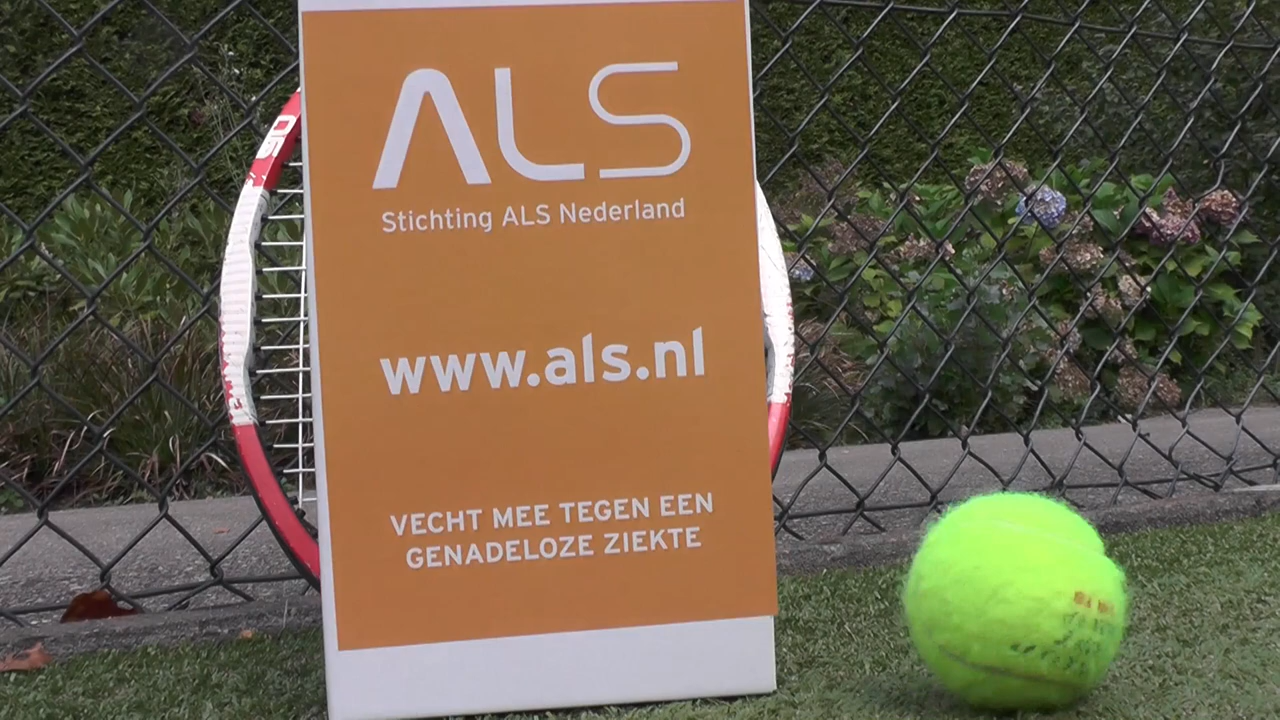 ALS
Stichting ALS Nederland
www.als.nl
VECHT MEE TEGEN EEN
GENADELOZE ZIEKTE